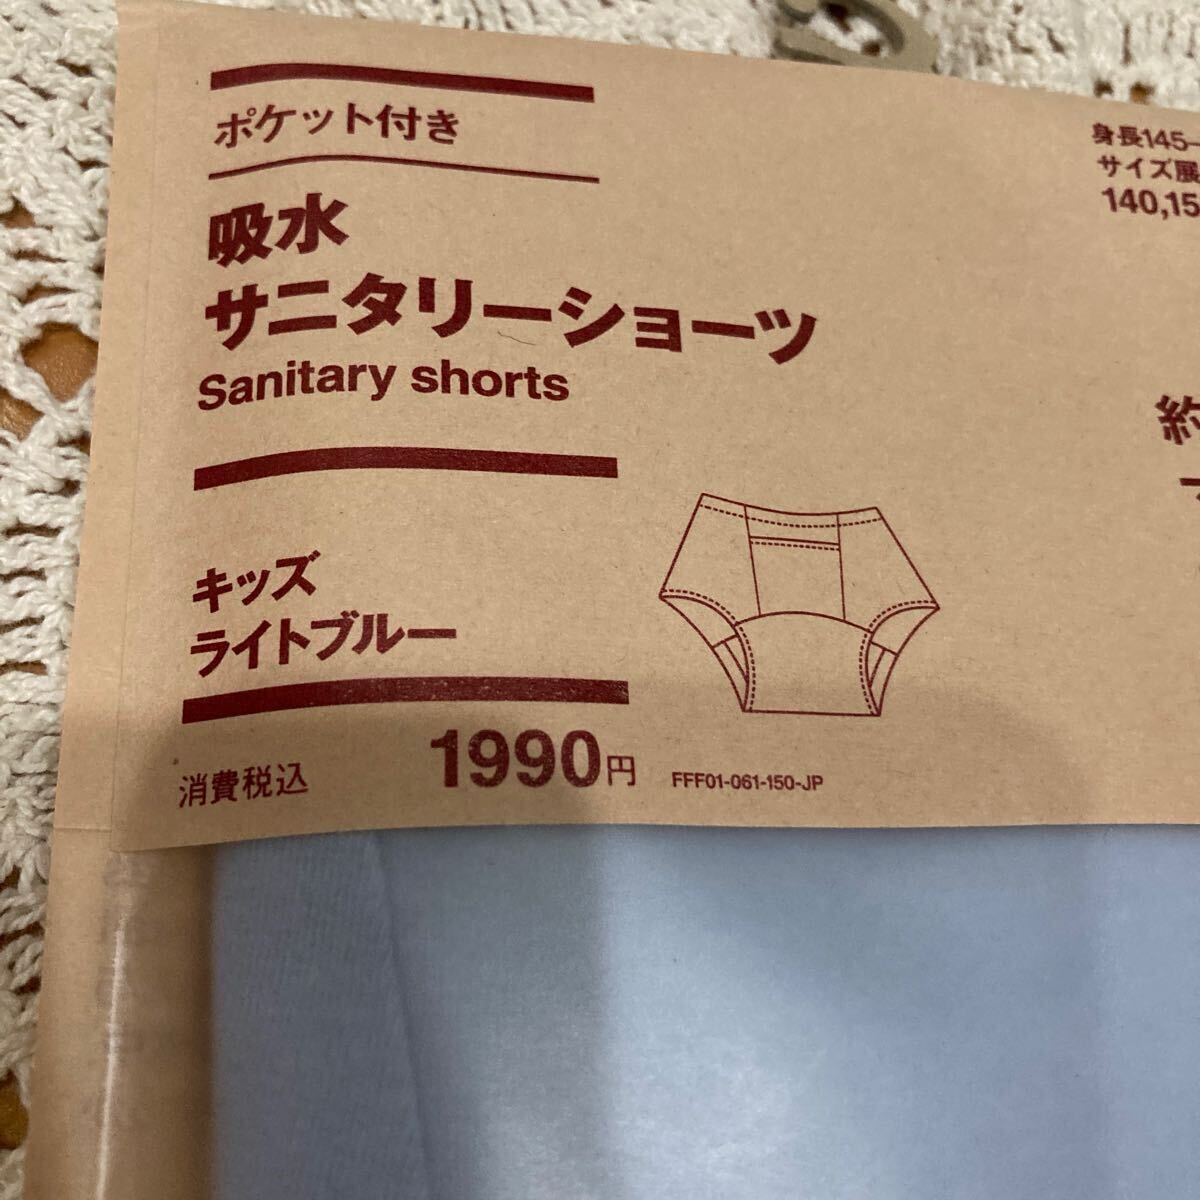 ポケット付き
吸水
サニタリーショーツ
Sanitary shorts
キッズ
ライトブルー
消費税込 1990円
FFF01-061-150-JP
身長145–
サイズ展
140,15
約